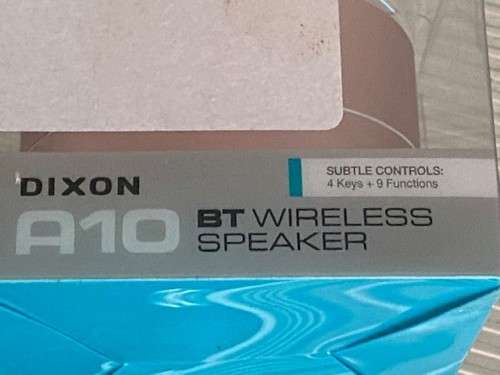 DIXON
A10 BT WIRELESS
SPEAKER
SUBTLE CONTROLS:
4 Keys + 9 Functions